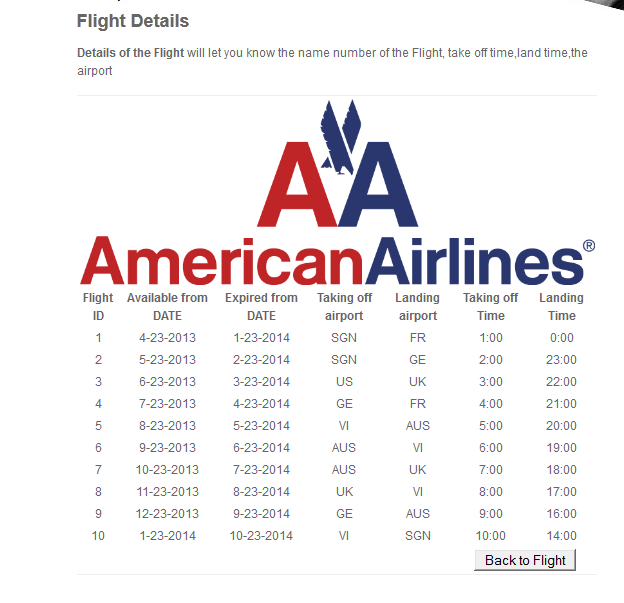 Flight Details
Details of the Flight will let you know the name number of the Flight, take off time,land time,the
airport
AA
AmericanAirlines®
Flight ID Available from DATE Expired from DATE Taking off airport Landing airport Taking off Time Landing Time
1 4-23-2013 1-23-2014 SGN FR 1:00 0:00
2 5-23-2013 2-23-2014 SGN GE 2:00 23:00
3 6-23-2013 3-23-2014 US UK 3:00 22:00
4 7-23-2013 4-23-2014 GE FR 4:00 21:00
5 8-23-2013 5-23-2014 VI AUS 5:00 20:00
6 9-23-2013 6-23-2014 AUS VI 6:00 19:00
7 10-23-2013 7-23-2014 AUS UK 7:00 18:00
8 11-23-2013 8-23-2014 UK VI 8:00 17:00
9 12-23-2013 9-23-2014 GE AUS 9:00 16:00
10 1-23-2014 10-23-2014 VI SGN 10:00 14:00
Back to Flight